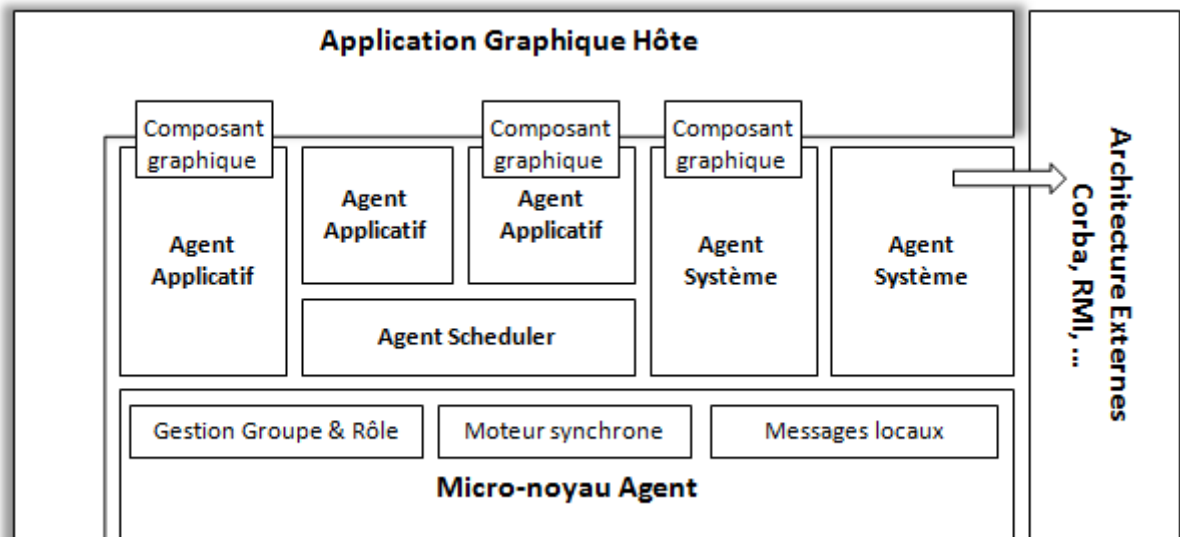 Application Graphique Hôte
Composant
graphique
Composant
graphique
Composant
graphique
Agent
Applicatif
Agent
Applicatif
Agent
Applicatif
Agent
Système
Agent
Système
Agent Scheduler
Gestion Groupe & Rôle
Moteur synchrone
Messages locaux
Micro-noyau Agent
Architecture Externes
Corba, RMI, ...